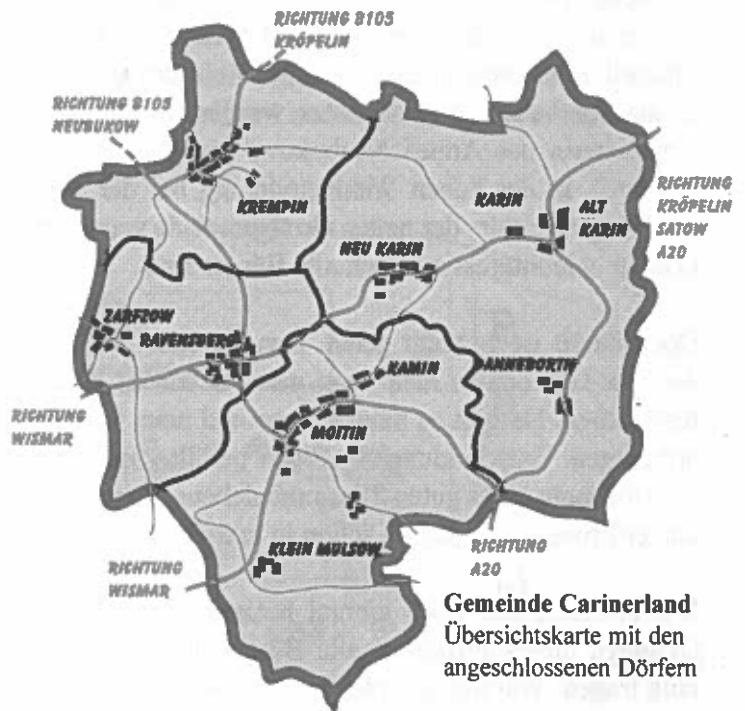 RICHTUNG B105
KRÖPELIN
RICHTUNG B105
NEUBUKOW
KREMPIN
KARIN
ALT
KARIN
RICHTUNG
KRÖPELIN
SATOW
A20
NEU KARIN
ZARFZOW
RAVENSBERG
KAMIN
DANNEBORTH
RICHTUNG
WISMAR
MOITIN
KLEIN MULSOW
RICHTUNG
WISMAR
RICHTUNG
A20
Gemeinde Carinerland
Übersichtskarte mit den
angeschlossenen Dörfern